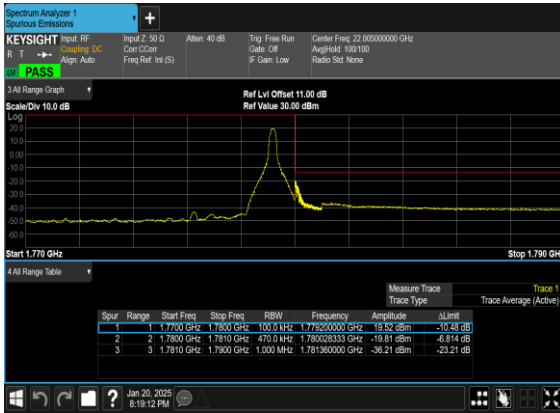 Spectrum Analyzer 1
Spurious Emissions
KEYSIGHT Input: RF Input Z: 50 Ω Atten: 40 dB Trig: Free Run Center Freq: 22.005000000 GHz
R T Coupling: DC Corr CCorr Gate: Off Avg|Hold: 100/100
Align: Auto Freq Ref: Int (S) IF Gain: Low Radio Std: None
PASS
3 All Range Graph
Ref Lvl Offset 11.00 dB
Scale/Div 10.0 dB Ref Value 30.00 dBm
Log
20.0
10.0
0.00
-10.0
-20.0
-30.0
-40.0
-50.0
-60.0
Start 1.770 GHz Stop 1.790 GH
4 All Range Table
Measure Trace Trace 1
Trace Type Trace Average (Active)
Spur Range Start Freq Stop Freq RBW Frequency Amplitude ΔLimit
1 1 1.7700 GHz 1.7800 GHz 100.0 kHz 1.779200000 GHz 19.52 dBm -10.48 dB
2 2 1.7800 GHz 1.7810 GHz 470.0 kHz 1.780028333 GHz -19.81 dBm -6.814 dB
3 3 1.7810 GHz 1.7900 GHz 1.000 MHz 1.781360000 GHz -36.21 dBm -23.21 dB
? Jan 20, 2025
8:19:12 PM